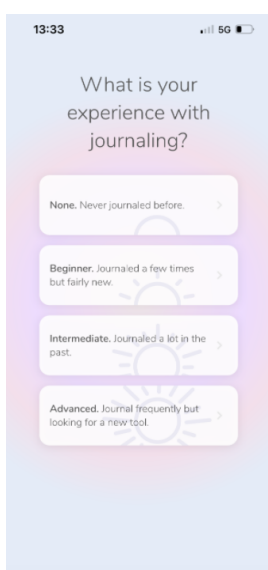 13:33
5G
What is your
experience with
journaling?
None. Never journaled before.
Beginner. Journaled a few times
but fairly new.
Intermediate. Journaled a lot in the
past.
Advanced. Journal frequently but
looking for a new tool.